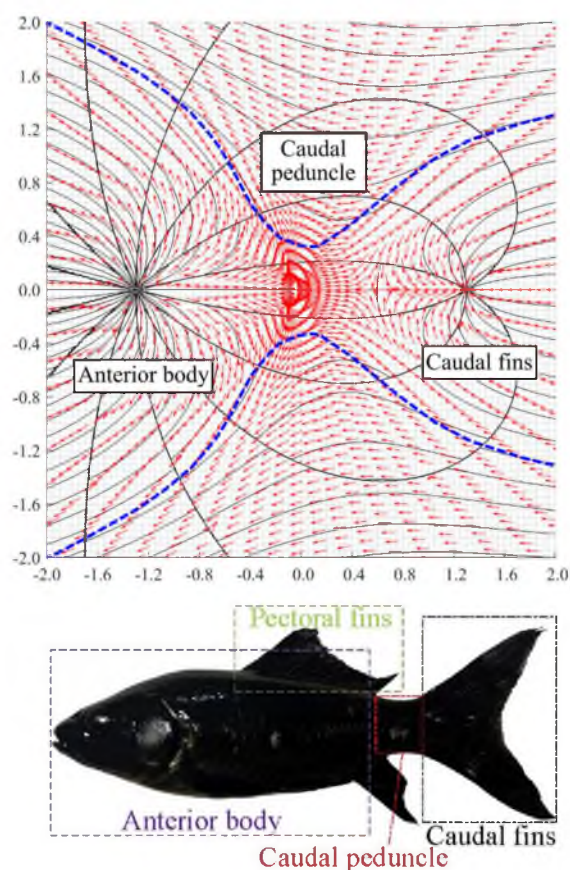 2.0
1.6
1.2
0.8
0.4
0.0
-0.4
-0.8
-1.2
-1.6
-2.0
Caudal
peduncle
Anterior body
Caudal fins
-2.0 -1.6 -1.2 -0.8 -0.4 0.0 0.4 0.8 1.2 1.6 2.0
Pectoral fins
Anterior body
Caudal fins
Caudal peduncle